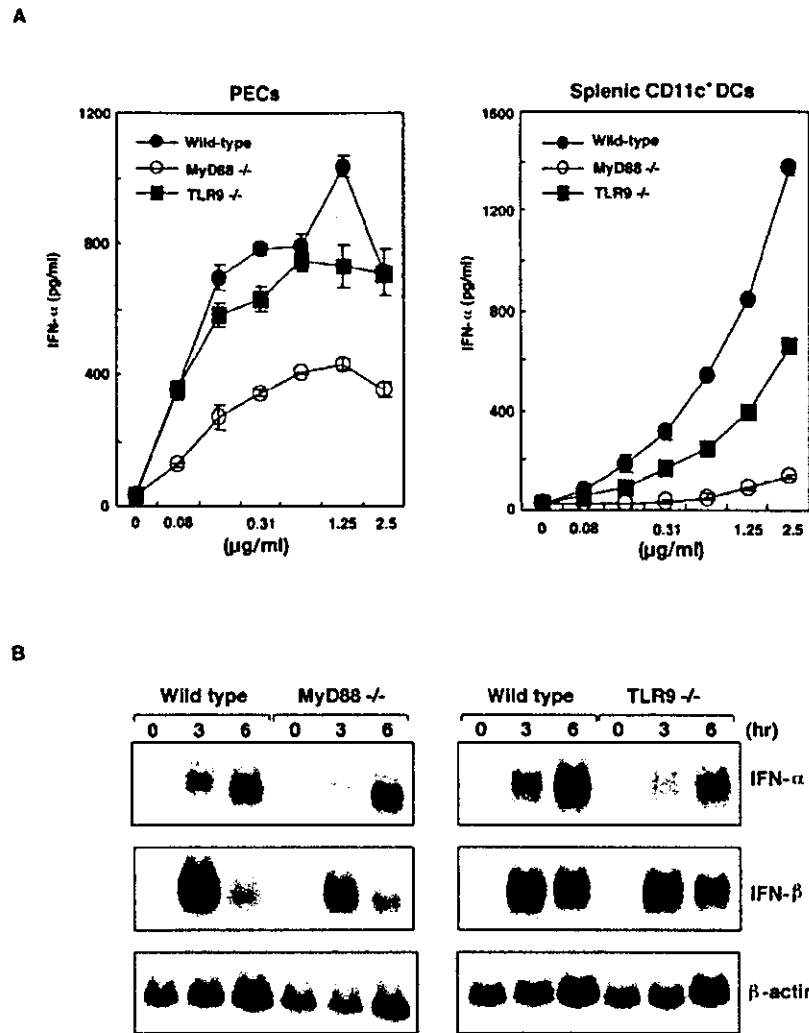 A
PECs
1200
800
400
0
IFN-α (pg/ml)
Wild-type
MyD88 -/-
TLR9 -/-
0 0.08 0.31 1.25 2.5
(μg/ml)
Splenic CD11c⁺ DCs
1600
1400
800
400
0
IFN-α (pg/ml)
Wild-type
MyD88 -/-
TLR9 -/-
0 0.08 0.31 1.25 2.5
(μg/ml)
B
Wild type MyD88 -/- Wild type TLR9 -/-
0 3 6 0 3 6 0 3 6 0 3 6 (hr)
IFN-α
IFN-β
β-actin